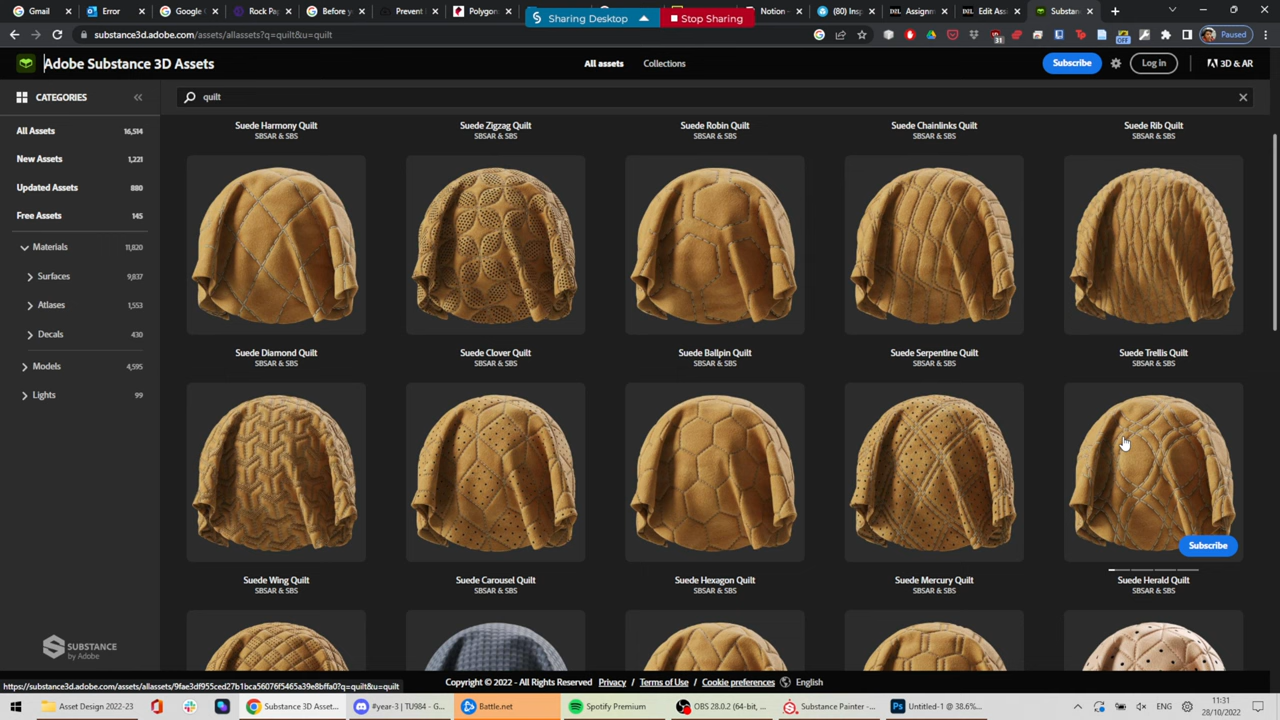 Gmail
Error
Google
Rock Pa
Before y
Prevent
Polygon
Sharing Desktop
Stop Sharing
Notion -
(80) Ins
Assignm
Edit Ass
Substan
substance3d.adobe.com/assets/allassets?q=quilt&u=quilt
31
OFF
Paused
Adobe Substance 3D Assets
All assets
Collections
Subscribe
Log in
3D & AR
CATEGORIES
quilt
All Assets 16,514
New Assets 1,221
Updated Assets 880
Free Assets 145
Materials 11,820
Surfaces 9,837
Atlases 1,553
Decals 430
Models 4,595
Lights 99
Suede Harmony Quilt
SBSAR & SBS
Suede Zigzag Quilt
SBSAR & SBS
Suede Robin Quilt
SBSAR & SBS
Suede Chainlinks Quilt
SBSAR & SBS
Suede Rib Quilt
SBSAR & SBS
Suede Diamond Quilt
SBSAR & SBS
Suede Clover Quilt
SBSAR & SBS
Suede Ballpin Quilt
SBSAR & SBS
Suede Serpentine Quilt
SBSAR & SBS
Suede Trellis Quilt
SBSAR & SBS
Subscribe
Suede Wing Quilt
SBSAR & SBS
Suede Carousel Quilt
SBSAR & SBS
Suede Hexagon Quilt
SBSAR & SBS
Suede Mercury Quilt
SBSAR & SBS
Suede Herald Quilt
SBSAR & SBS
SUBSTANCE
by Adobe
Copyright © 2022 - All Rights Reserved
Privacy / Terms of Use / Cookie preferences
English
https://substance3d.adobe.com/assets/allassets/9fae3df955ced27b1bca56076f5465a39e8bffa0?q=quilt&u=quilt
Asset Design 2022-23
Substance 3D Asset...
#year-3 | TU984 - G...
Battle.net
Spotify Premium
OBS 28.0.2 (64-bit, ...
Substance Painter - ...
Untitled-1 @ 38.6%...
ENG
11:31
28/10/2022